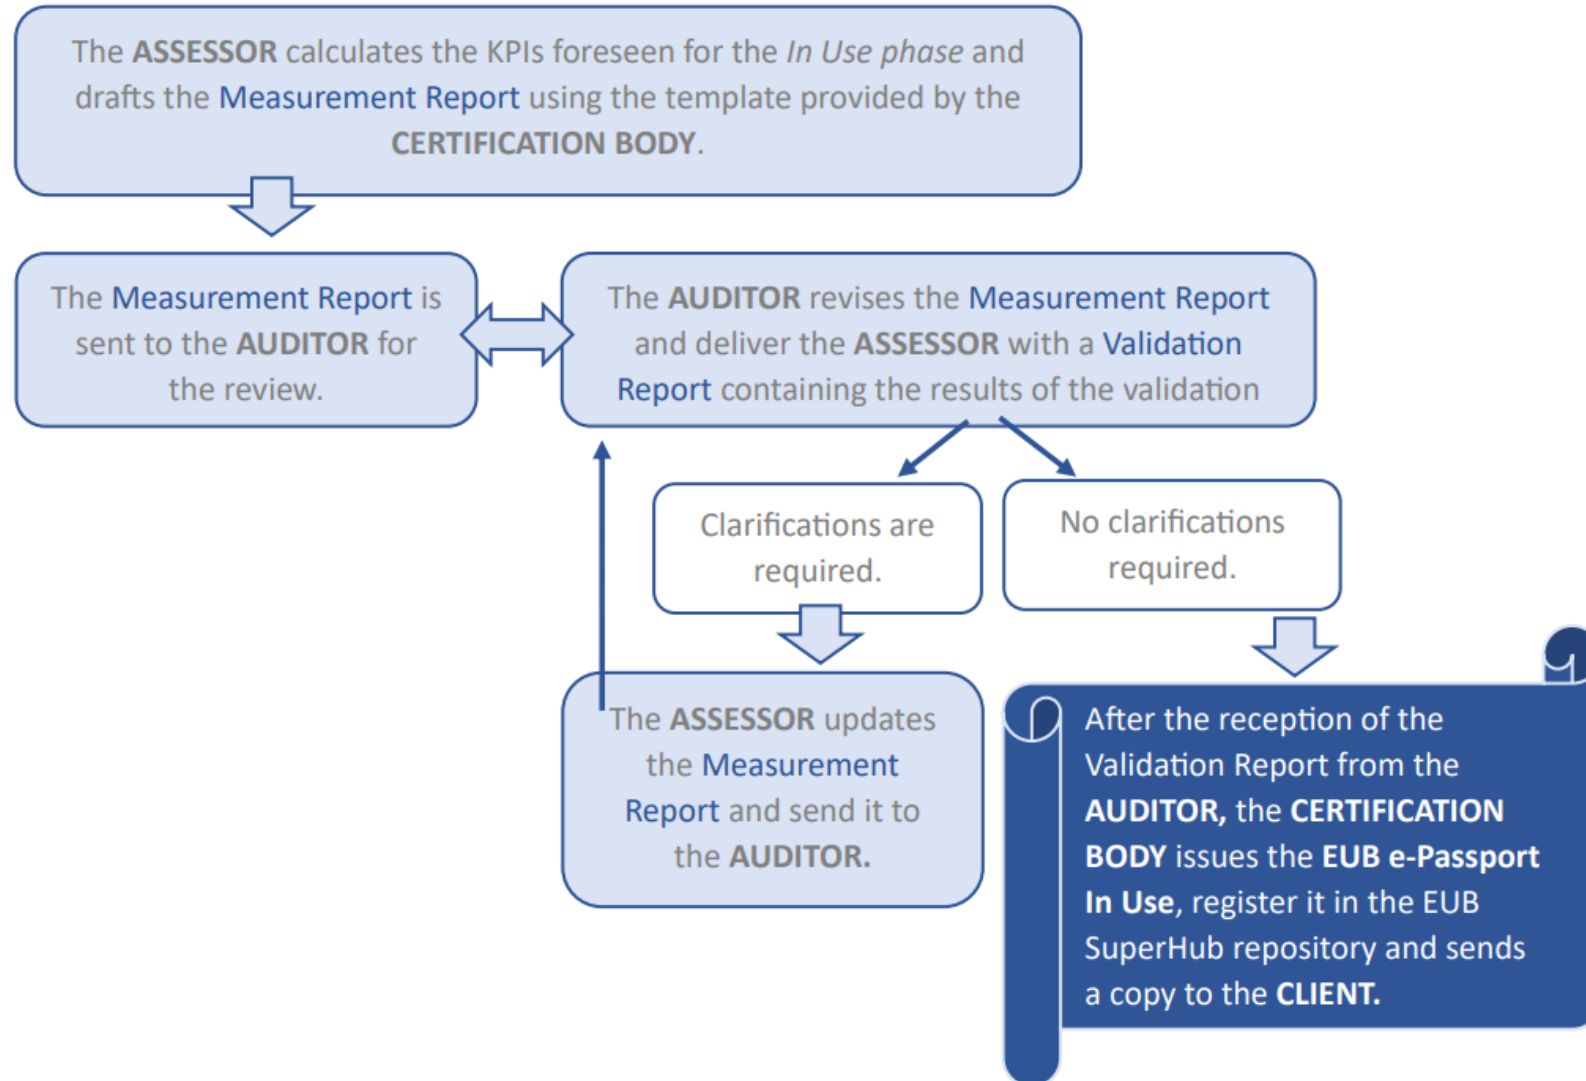 The ASSESSOR calculates the KPIs foreseen for the In Use phase and
drafts the Measurement Report using the template provided by the
CERTIFICATION BODY.
The Measurement Report is
sent to the AUDITOR for
the review.
The AUDITOR revises the Measurement Report
and deliver the ASSESSOR with a Validation
Report containing the results of the validation
Clarifications are
required.
No clarifications
required.
The ASSESSOR updates
the Measurement
Report and send it to
the AUDITOR.
After the reception of the
Validation Report from the
AUDITOR, the CERTIFICATION
BODY issues the EUB e-Passport
In Use, register it in the EUB
SuperHub repository and sends
a copy to the CLIENT.